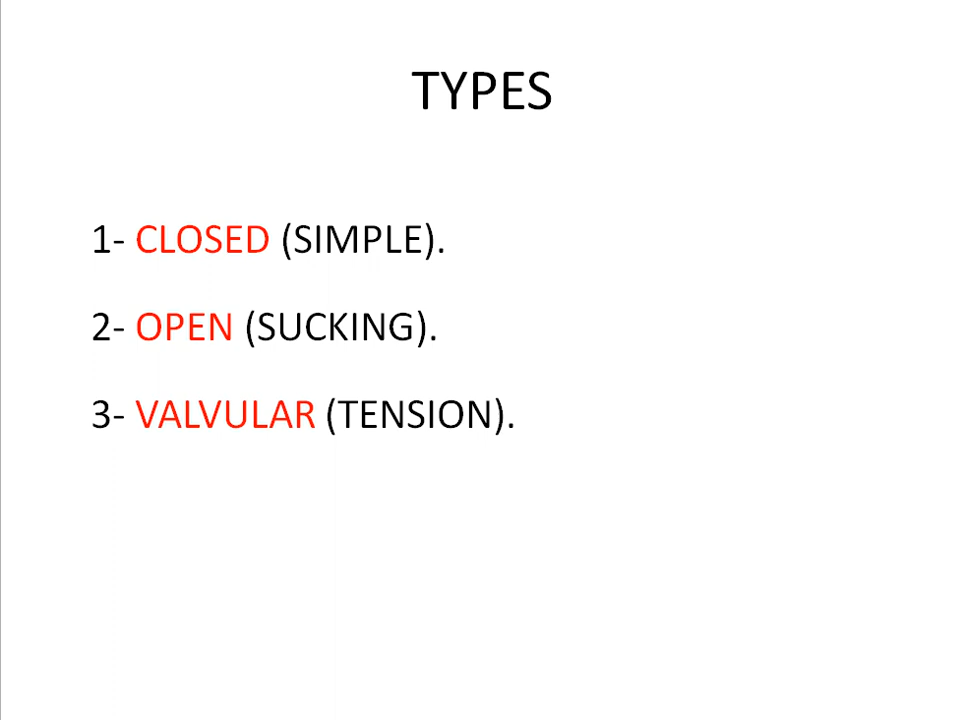 TYPES
1- CLOSED (SIMPLE).
2- OPEN (SUCKING).
3- VALVULAR (TENSION).